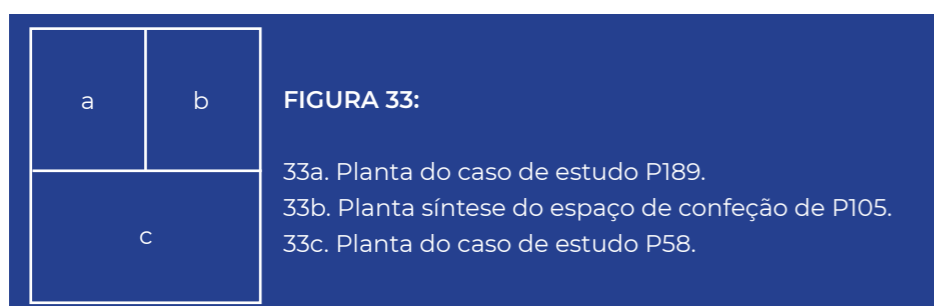 a
b
c
FIGURA 33:
33a. Planta do caso de estudo P189.
33b. Planta síntese do espaço de confeção de P105.
33c. Planta do caso de estudo P58.